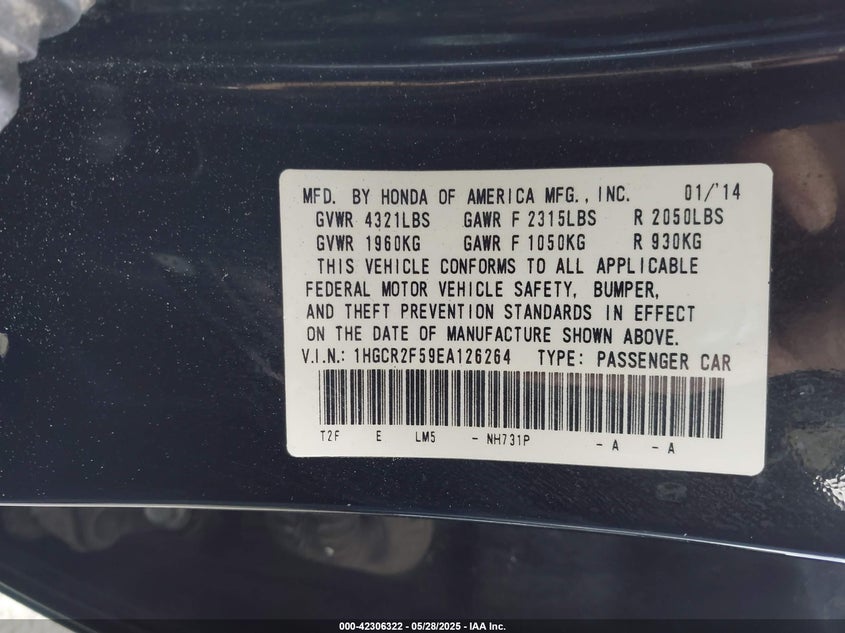 MFD. BY HONDA OF AMERICA MFG., INC. 01/'14
GVWR 4321LBS GAWR F 2315LBS R 2050LBS
GVWR 1960KG GAWR F 1050KG R 930KG
THIS VEHICLE CONFORMS TO ALL APPLICABLE
FEDERAL MOTOR VEHICLE SAFETY, BUMPER,
AND THEFT PREVENTION STANDARDS IN EFFECT
ON THE DATE OF MANUFACTURE SHOWN ABOVE.
V.I.N.: 1HGCR2F59EA126264 TYPE: PASSENGER CAR
T2F E LM5 - NH731P - A - A
000-42306322 | 05/28/2025 - IAA Inc.